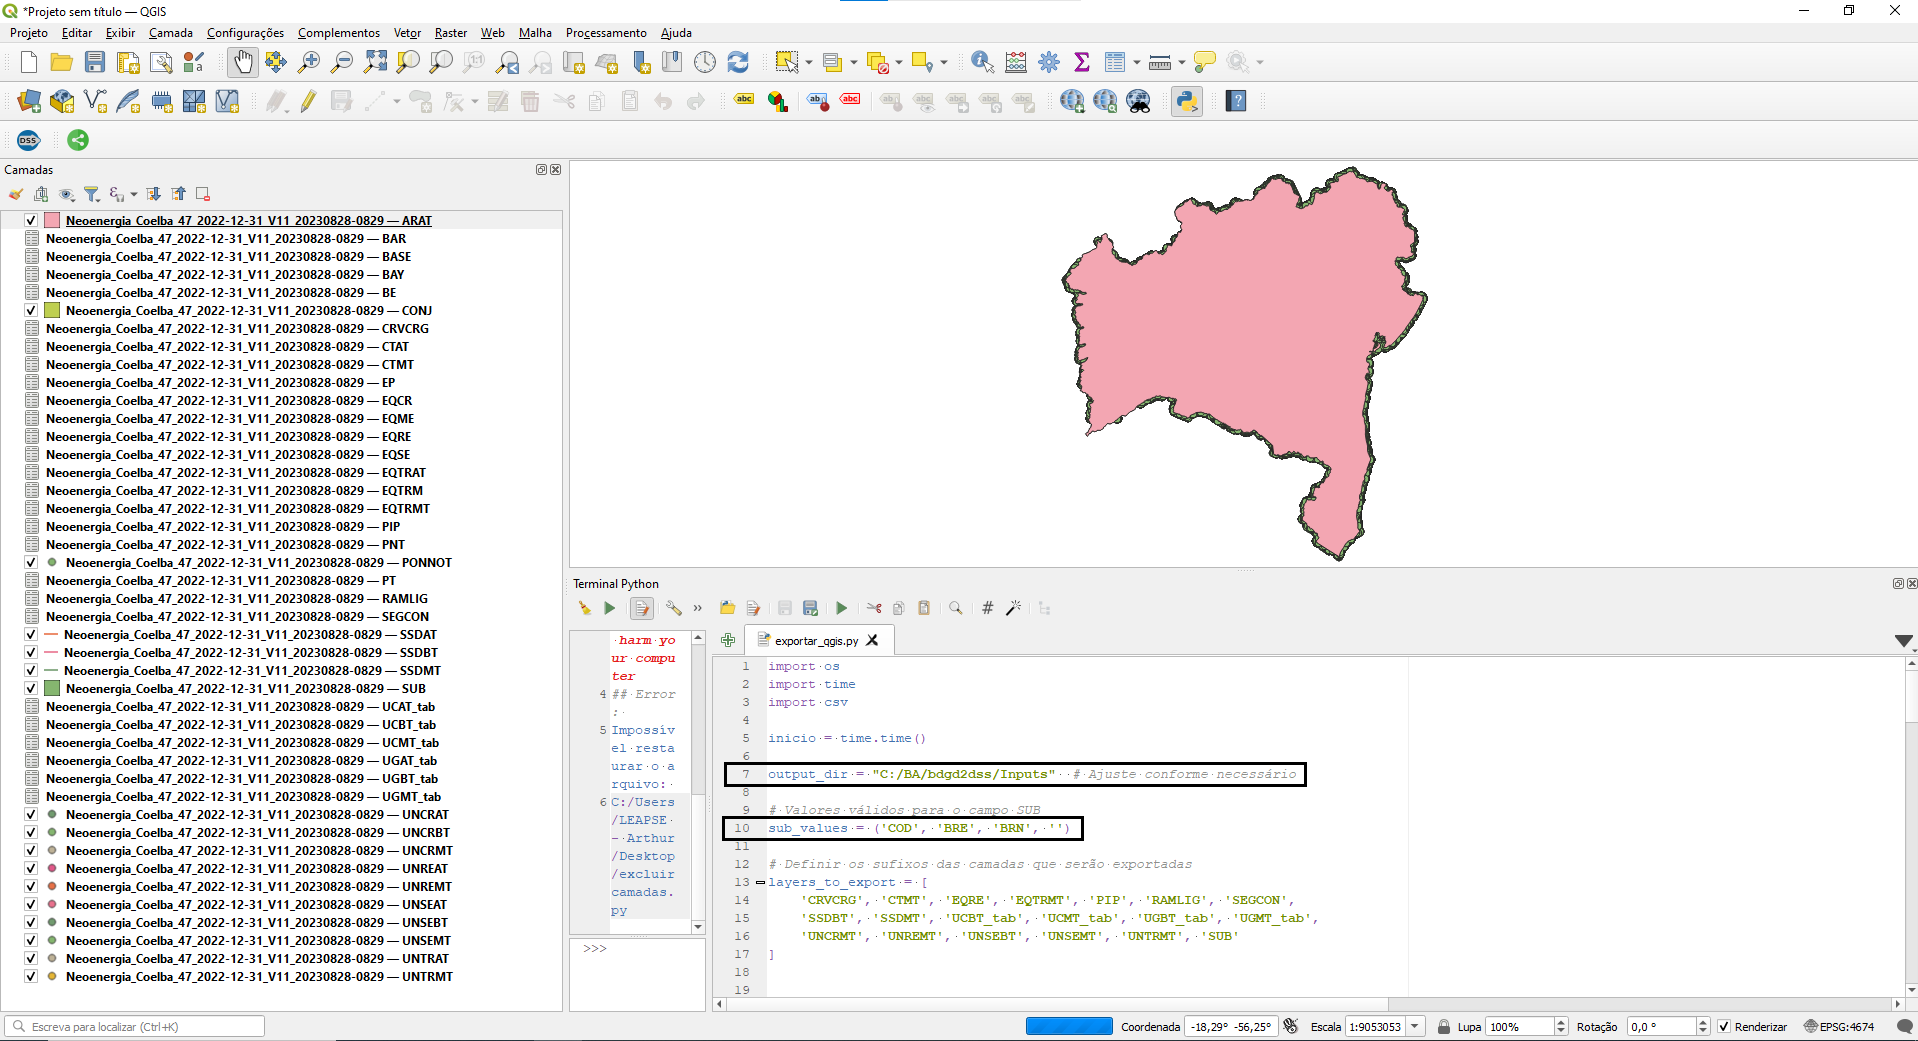 *Projeto sem título — QGIS
Projeto Editar Exibir Camada Configurações Complementos Vetor Raster Web Malha Processamento Ajuda
abc abc abc
DSS
Camadas
Neoenergia_Coelba_47_2022-12-31_V11_20230828-0829 — ARAT
Neoenergia_Coelba_47_2022-12-31_V11_20230828-0829 — BAR
Neoenergia_Coelba_47_2022-12-31_V11_20230828-0829 — BASE
Neoenergia_Coelba_47_2022-12-31_V11_20230828-0829 — BAY
Neoenergia_Coelba_47_2022-12-31_V11_20230828-0829 — BE
Neoenergia_Coelba_47_2022-12-31_V11_20230828-0829 — CONJ
Neoenergia_Coelba_47_2022-12-31_V11_20230828-0829 — CRVCRG
Neoenergia_Coelba_47_2022-12-31_V11_20230828-0829 — CTAT
Neoenergia_Coelba_47_2022-12-31_V11_20230828-0829 — CTMT
Neoenergia_Coelba_47_2022-12-31_V11_20230828-0829 — EP
Neoenergia_Coelba_47_2022-12-31_V11_20230828-0829 — EQCR
Neoenergia_Coelba_47_2022-12-31_V11_20230828-0829 — EQME
Neoenergia_Coelba_47_2022-12-31_V11_20230828-0829 — EQRE
Neoenergia_Coelba_47_2022-12-31_V11_20230828-0829 — EQSE
Neoenergia_Coelba_47_2022-12-31_V11_20230828-0829 — EQTRAT
Neoenergia_Coelba_47_2022-12-31_V11_20230828-0829 — EQTRM
Neoenergia_Coelba_47_2022-12-31_V11_20230828-0829 — EQTRMT
Neoenergia_Coelba_47_2022-12-31_V11_20230828-0829 — PIP
Neoenergia_Coelba_47_2022-12-31_V11_20230828-0829 — PNT
Neoenergia_Coelba_47_2022-12-31_V11_20230828-0829 — PONNOT
Neoenergia_Coelba_47_2022-12-31_V11_20230828-0829 — PT
Neoenergia_Coelba_47_2022-12-31_V11_20230828-0829 — RAMLIG
Neoenergia_Coelba_47_2022-12-31_V11_20230828-0829 — SEGCON
Neoenergia_Coelba_47_2022-12-31_V11_20230828-0829 — SSDAT
Neoenergia_Coelba_47_2022-12-31_V11_20230828-0829 — SSDBT
Neoenergia_Coelba_47_2022-12-31_V11_20230828-0829 — SSDMT
Neoenergia_Coelba_47_2022-12-31_V11_20230828-0829 — SUB
Neoenergia_Coelba_47_2022-12-31_V11_20230828-0829 — UCAT_tab
Neoenergia_Coelba_47_2022-12-31_V11_20230828-0829 — UCBT_tab
Neoenergia_Coelba_47_2022-12-31_V11_20230828-0829 — UCMT_tab
Neoenergia_Coelba_47_2022-12-31_V11_20230828-0829 — UGAT_tab
Neoenergia_Coelba_47_2022-12-31_V11_20230828-0829 — UGBT_tab
Neoenergia_Coelba_47_2022-12-31_V11_20230828-0829 — UGMT_tab
Neoenergia_Coelba_47_2022-12-31_V11_20230828-0829 — UNCRAT
Neoenergia_Coelba_47_2022-12-31_V11_20230828-0829 — UNCRBT
Neoenergia_Coelba_47_2022-12-31_V11_20230828-0829 — UNCRMT
Neoenergia_Coelba_47_2022-12-31_V11_20230828-0829 — UNREAT
Neoenergia_Coelba_47_2022-12-31_V11_20230828-0829 — UNREMT
Neoenergia_Coelba_47_2022-12-31_V11_20230828-0829 — UNSEAT
Neoenergia_Coelba_47_2022-12-31_V11_20230828-0829 — UNSEBT
Neoenergia_Coelba_47_2022-12-31_V11_20230828-0829 — UNSEMT
Neoenergia_Coelba_47_2022-12-31_V11_20230828-0829 — UNTRAT
Neoenergia_Coelba_47_2022-12-31_V11_20230828-0829 — UNTRMT
Terminal Python
harm yo
ur compu
ter
4 ## Error
:
5 Impossív
el resta
urar o a
rquivo:
6 C:/Users
/LEAPSE
- Arthur
/Desktop
/excluir
camadas.
py
>>>
exportar_qgis.py
1 import os
2 import time
3 import csv
4
5 inicio = time.time()
6
7 output_dir = "C:/BA/bdgd2dss/Inputs"  # Ajuste conforme necessário
8
9 # Valores válidos para o campo SUB
10 sub_values = ('COD', 'BRE', 'BRN', '')
11
12 # Definir os sufixos das camadas que serão exportadas
13 layers_to_export = [
14 'CRVCRG', 'CTMT', 'EQRE', 'EQTRMT', 'PIP', 'RAMLIG', 'SEGCON',
15 'SSDBT', 'SSDMT', 'UCBT_tab', 'UCMT_tab', 'UGBT_tab', 'UGMT_tab',
16 'UNCRMT', 'UNREMT', 'UNSEBT', 'UNSEMT', 'UNTRMT', 'SUB'
17 ]
18
19
Escreva para localizar (Ctrl+K)
Coordenada -18,29° -56,25° Escala 1:9053053 Lupa 100% Rotação 0,0 ° Renderizar EPSG:4674